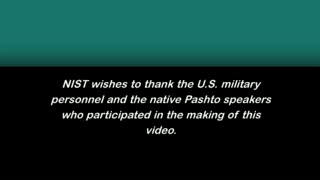 NIST wishes to thank the U.S. military
personnel and the native Pashto speakers
who participated in the making of this
video.